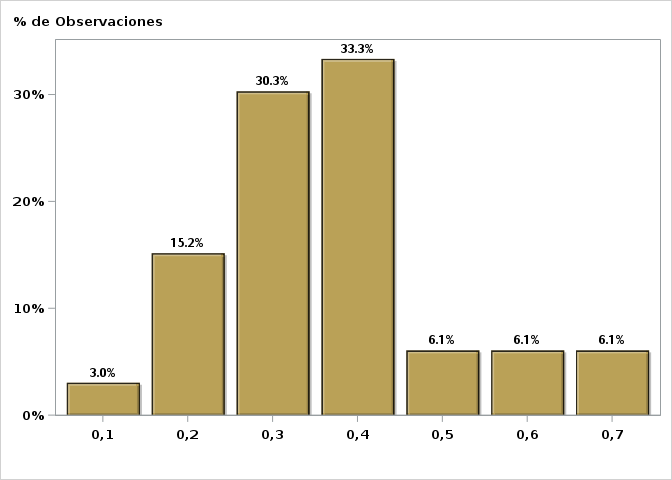 % de Observaciones
33.3%
30.3%
30%
20%
15.2%
10%
6.1% 6.1% 6.1%
3.0%
0%
0,1 0,2 0,3 0,4 0,5 0,6 0,7